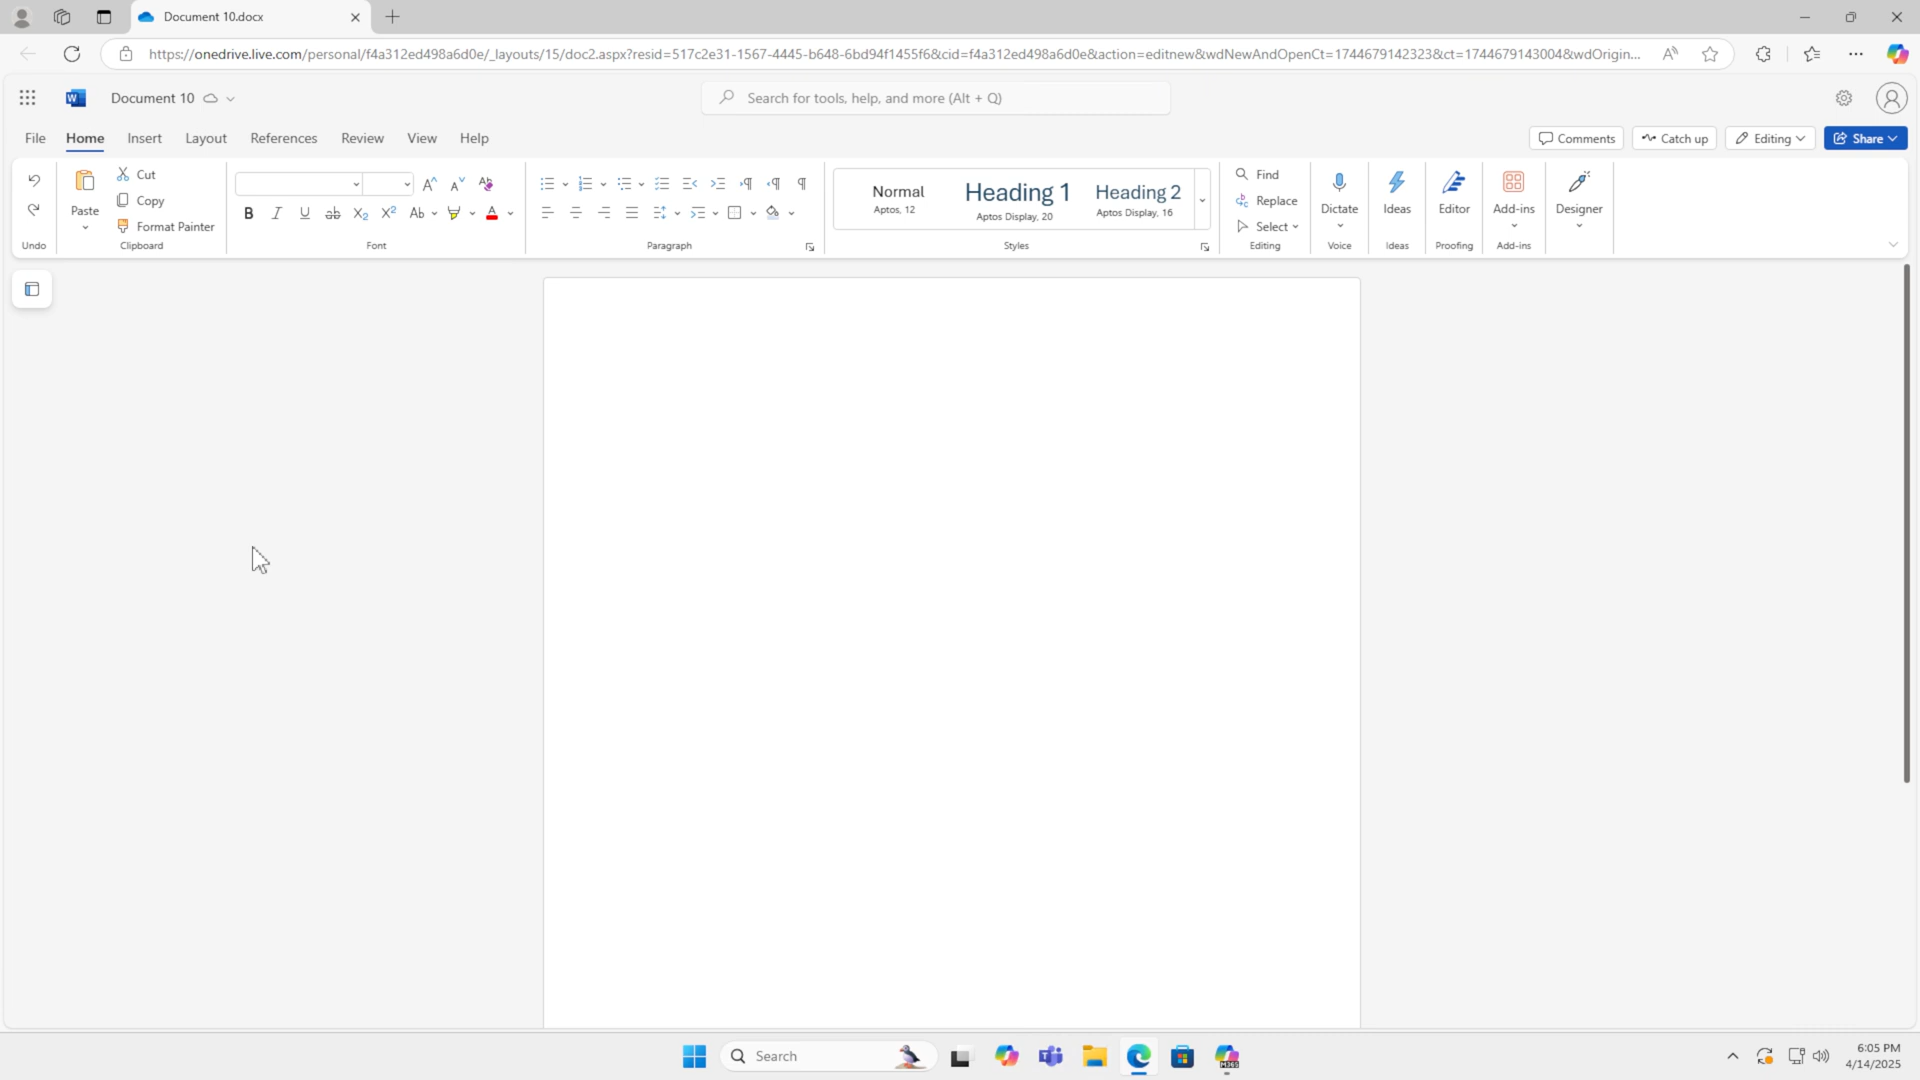 Document 10.docx
https://onedrive.live.com/personal/f4a312ed498a6d0e/_layouts/15/doc2.aspx?resid=517c2e31-1567-4445-b648-6bd94f1455f6&cid=f4a312ed498a6d0e&action=editnew&wdNewAndOpenCt=1744679142323&ct=1744679143004&wdOrigin...
W Document 10 Search for tools, help, and more (Alt + Q)
File Home Insert Layout References Review View Help Comments Catch up Editing Share
Paste Cut Copy Format Painter
Normal Heading 1 Heading 2
Aptos, 12 Aptos Display, 20 Aptos Display, 16
Find Replace Select
Dictate Ideas Editor Add-ins Designer
Undo Clipboard Font Paragraph Styles Editing Voice Ideas Proofing Add-ins
Search M365 6:05 PM
4/14/2025